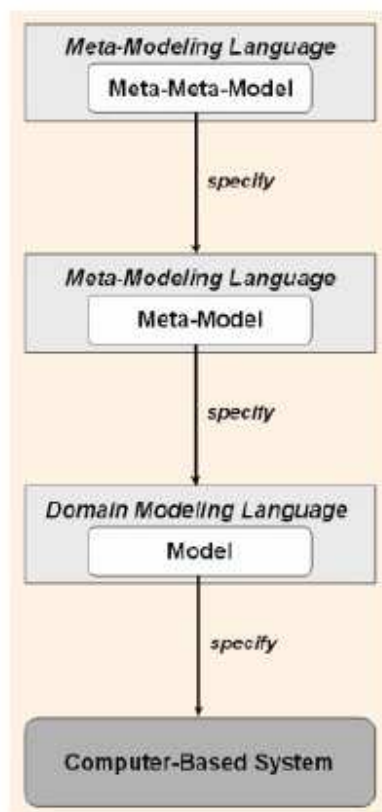 Meta-Modeling Language
Meta-Meta-Model
specify
Meta-Modeling Language
Meta-Model
specify
Domain Modeling Language
Model
specify
Computer-Based System